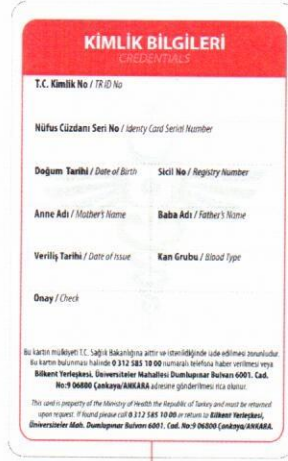 KİMLİK BİLGİLERİ
CREDENTIALS
T.C. Kimlik No / TR ID No
Nüfus Cüzdanı Seri No / Identy Card Serial Number
Doğum Tarihi / Date of Birth
Sicil No / Registry Number
Anne Adı / Mother's Name
Baba Adı / Father's Name
Veriliş Tarihi / Date of Issue
Kan Grubu / Blood Type
Onay / Check
Bu kartın mülkiyeti T.C. Sağlık Bakanlığına aittir ve istenildiğinde iade edilmesi zorunludur.
Bu kartın bulunması halinde 0 312 585 10 00 numaralı telefona haber verilmesi veya
Bilkent Yerleşkesi, Üniversiteler Mahallesi Dumlupınar Bulvarı 6001. Cad.
No:9 06800 Çankaya/ANKARA adresine gönderilmesi rica olunur.
This card is property of the Ministry of Health the Republic of Turkey and must be returned
upon request. If found please call 0 312 585 10 00 or return to Bilkent Yerleşkesi,
Üniversiteler Mah. Dumlupınar Bulvarı 6001. Cad. No:9 06800 Çankaya/ANKARA.